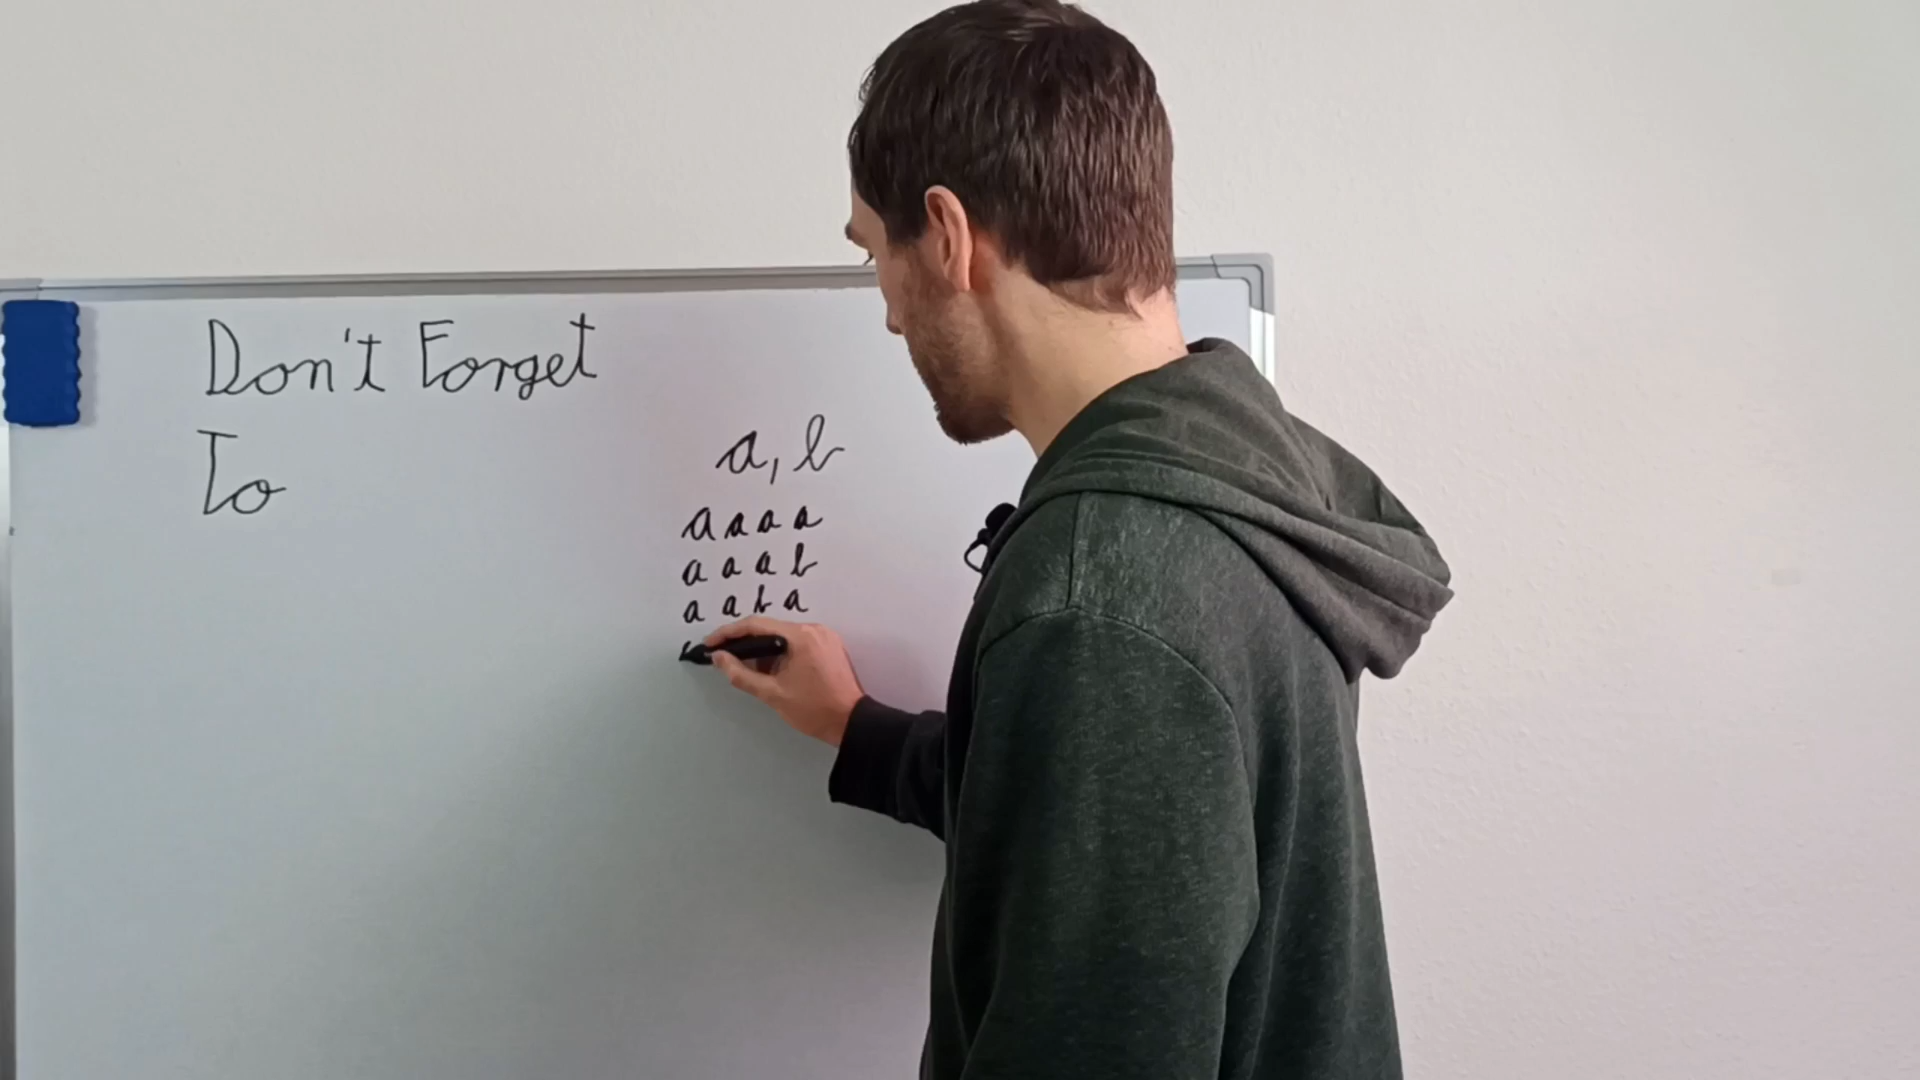 Don't Forget
To
a, b
a a a a
a a a b
a a b a